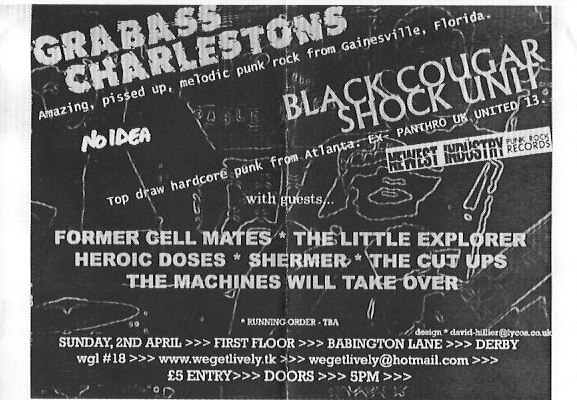 GRABASS
CHARLESTONS
Amazing, pissed up, melodic punk rock from Gainesville, Florida.
BLACK COUGAR
SHOCK UNIT
NO IDEA
Top draw hardcore punk from Atlanta. EX- PANTHRO UK UNITED 13.
NEWEST INDUSTRY PUNK ROCK
RECORDS
with guests...
FORMER CELL MATES * THE LITTLE EXPLORER
HEROIC DOSES * SHERMER * THE CUT UPS
THE MACHINES WILL TAKE OVER
* RUNNING ORDER - TBA
design * david-hillier@lycos.co.uk
SUNDAY, 2ND APRIL >>> FIRST FLOOR >>> BABINGTON LANE >>> DERBY
wgl #18 >>> www.wegetlively.tk >>> wegetlively@hotmail.com >>>
£5 ENTRY>>> DOORS >>> 5PM >>>